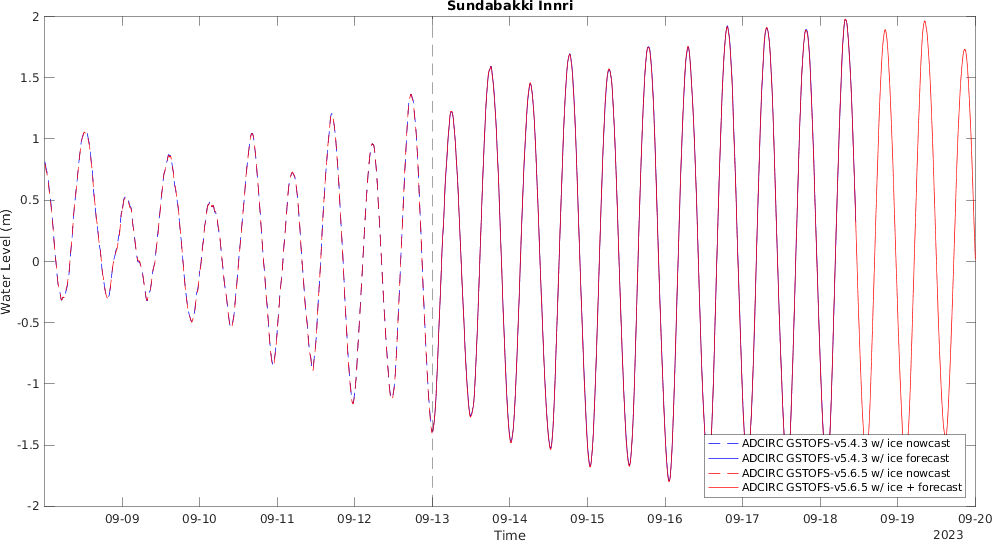 Sundabakki Innri
2
1.5
1
0.5
0
-0.5
-1
-1.5
-2
Water Level (m)
ADCIRC GSTOFS-v5.4.3 w/ ice nowcast
ADCIRC GSTOFS-v5.4.3 w/ ice forecast
ADCIRC GSTOFS-v5.6.5 w/ ice nowcast
ADCIRC GSTOFS-v5.6.5 w/ ice + forecast
09-09 09-10 09-11 09-12 09-13 09-14 09-15 09-16 09-17 09-18 09-19 09-20
Time
2023